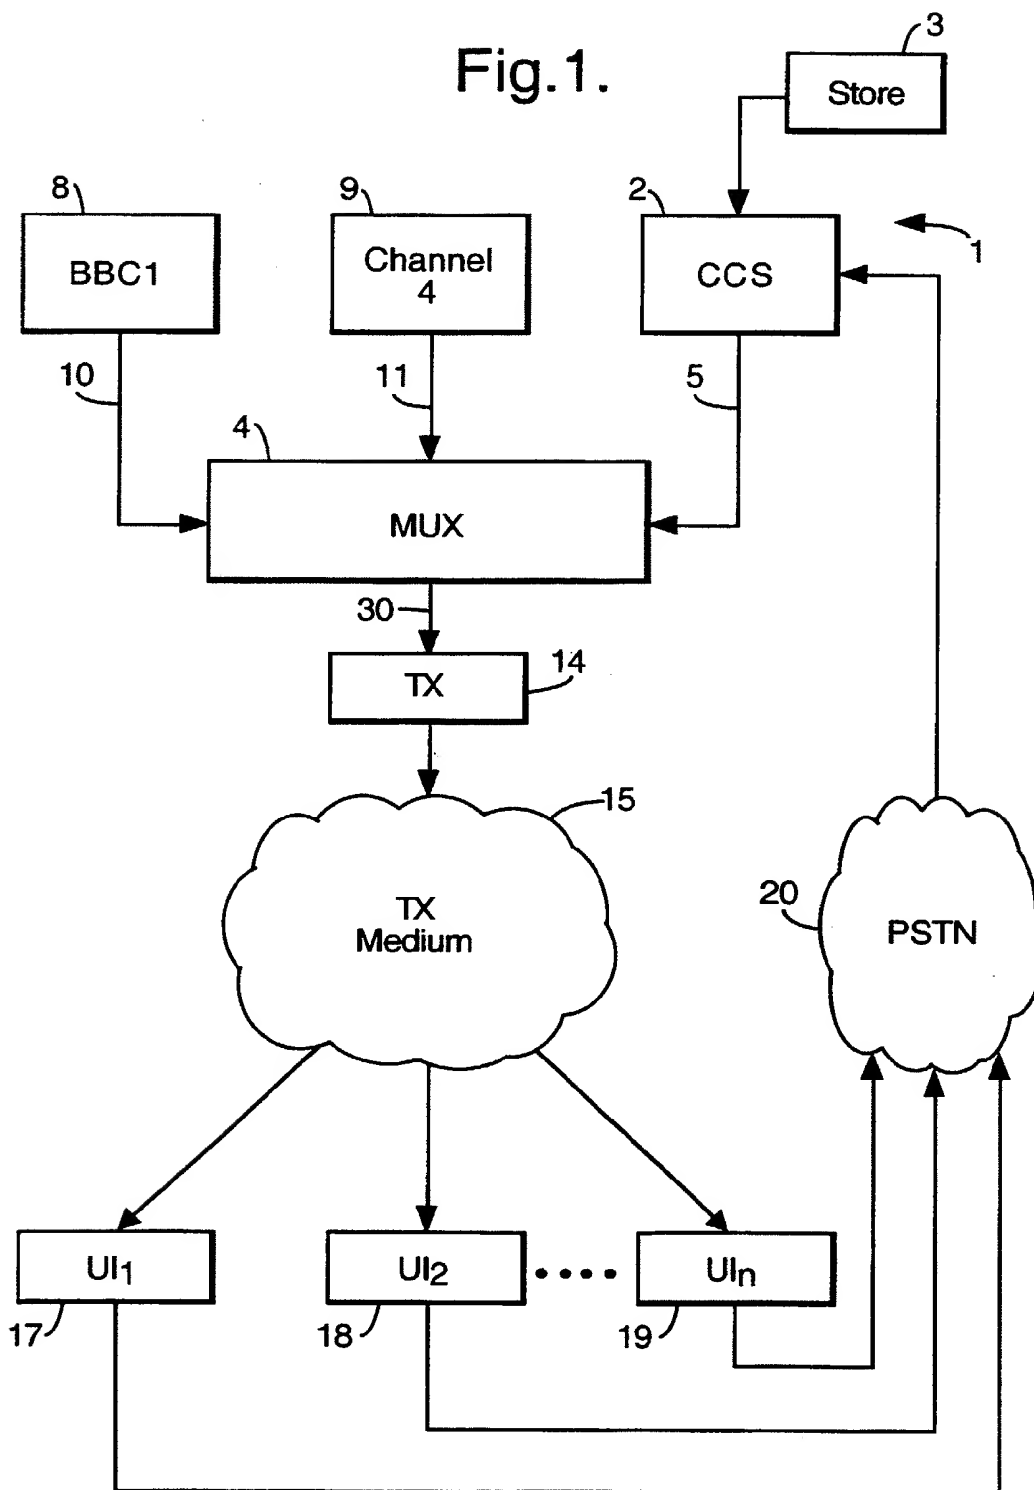 Fig.1.
3
Store
8
9
2
1
BBC1
Channel
4
CCS
10
11
5
4
MUX
30
TX
14
15
TX
Medium
20
PSTN
UI1
UI2
UIn
17
18
19